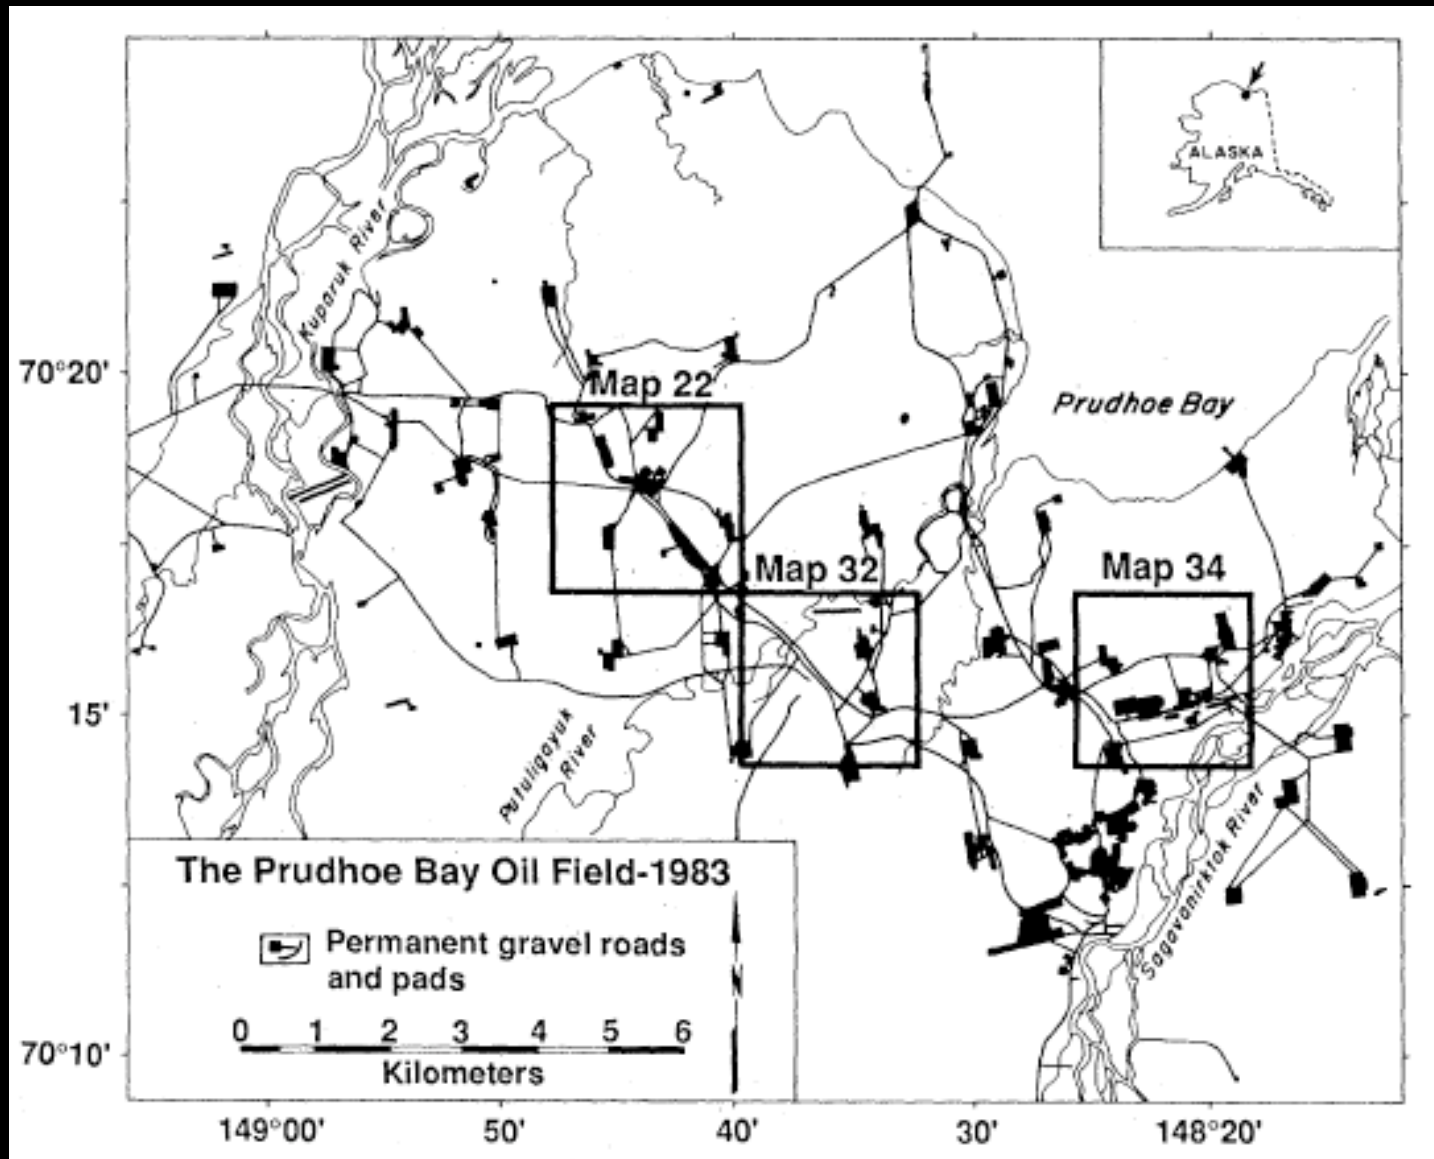 ALASKA
Kuparuk River
70°20'
Map 22
Prudhoe Bay
Map 32
Map 34
15'
Putuligayuk
River
Sagavanirktok River
The Prudhoe Bay Oil Field-1983
Permanent gravel roads
and pads
0 1 2 3 4 5 6
Kilometers
70°10'
149°00' 50' 40' 30' 148°20'